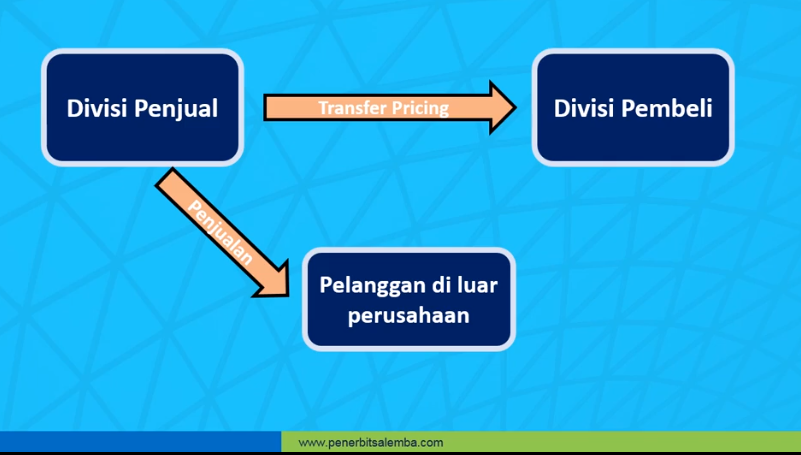 Divisi Penjual
Transfer Pricing
Divisi Pembeli
Penjualan
Pelanggan di luar
perusahaan
www.penerbitsalemba.com